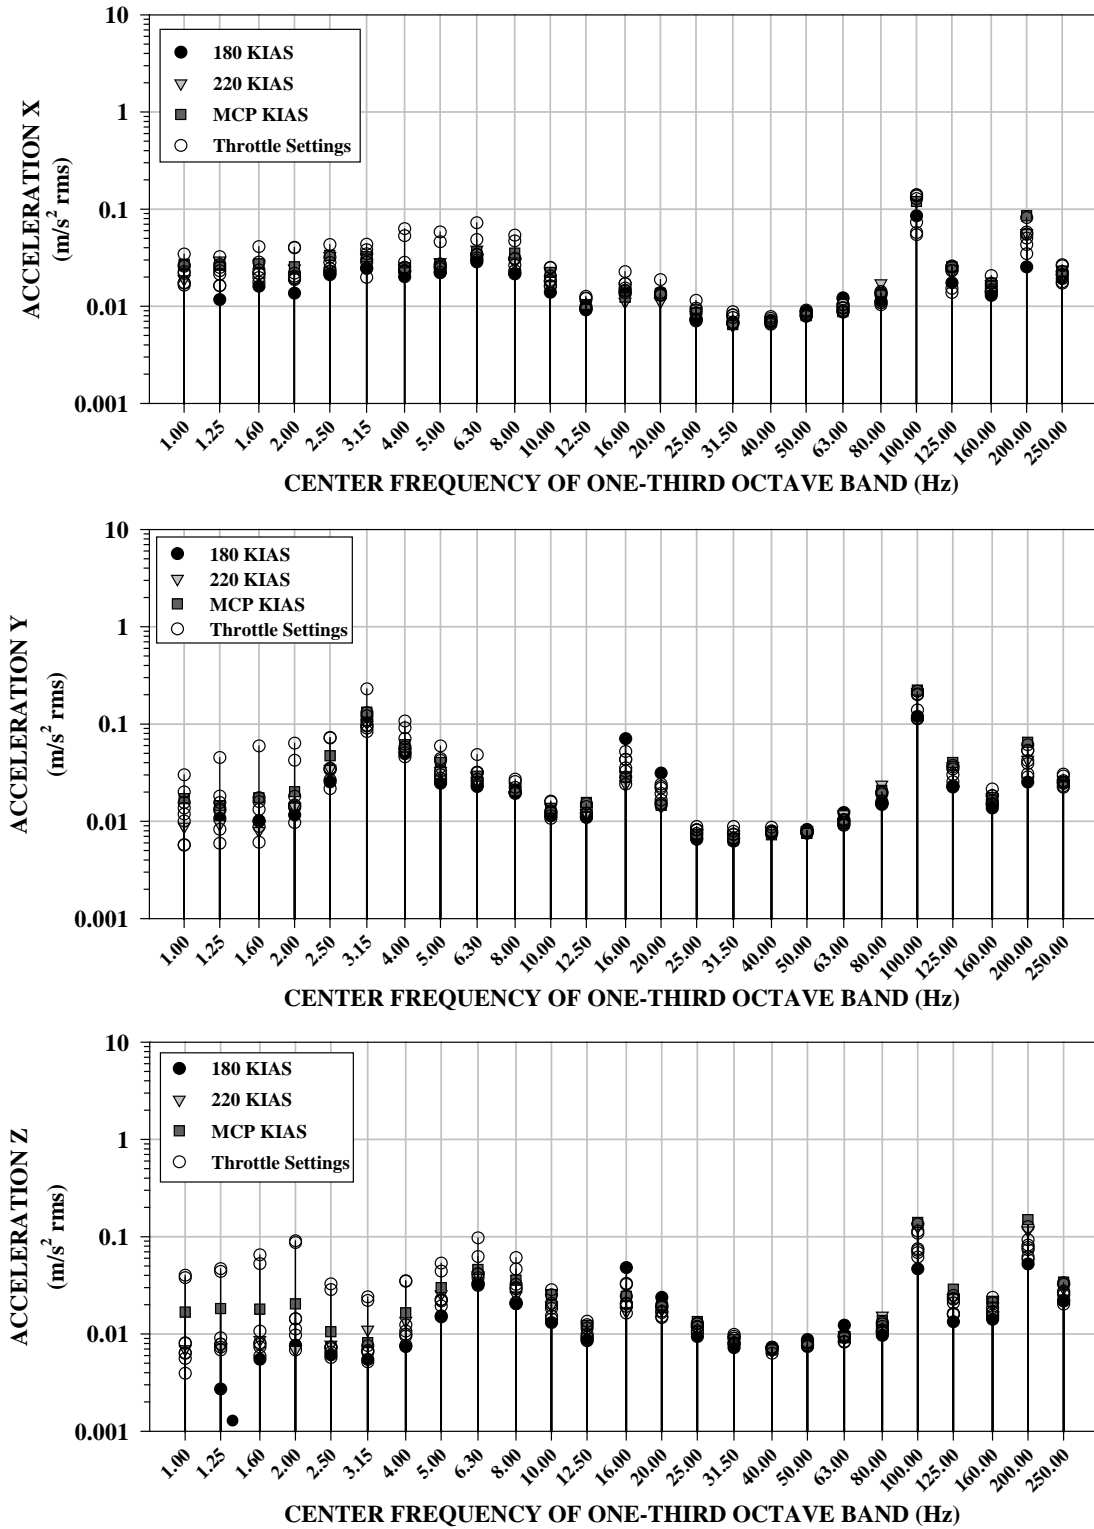 10
1
0.1
0.01
0.001
ACCELERATION X
(m/s² rms)
180 KIAS
220 KIAS
MCP KIAS
Throttle Settings
1.00 1.25 1.60 2.00 2.50 3.15 4.00 5.00 6.30 8.00 10.00 12.50 16.00 20.00 25.00 31.50 40.00 50.00 63.00 80.00 100.00 125.00 160.00 200.00 250.00
CENTER FREQUENCY OF ONE-THIRD OCTAVE BAND (Hz)
10
1
0.1
0.01
0.001
ACCELERATION Y
(m/s² rms)
180 KIAS
220 KIAS
MCP KIAS
Throttle Settings
1.00 1.25 1.60 2.00 2.50 3.15 4.00 5.00 6.30 8.00 10.00 12.50 16.00 20.00 25.00 31.50 40.00 50.00 63.00 80.00 100.00 125.00 160.00 200.00 250.00
CENTER FREQUENCY OF ONE-THIRD OCTAVE BAND (Hz)
10
1
0.1
0.01
0.001
ACCELERATION Z
(m/s² rms)
180 KIAS
220 KIAS
MCP KIAS
Throttle Settings
1.00 1.25 1.60 2.00 2.50 3.15 4.00 5.00 6.30 8.00 10.00 12.50 16.00 20.00 25.00 31.50 40.00 50.00 63.00 80.00 100.00 125.00 160.00 200.00 250.00
CENTER FREQUENCY OF ONE-THIRD OCTAVE BAND (Hz)